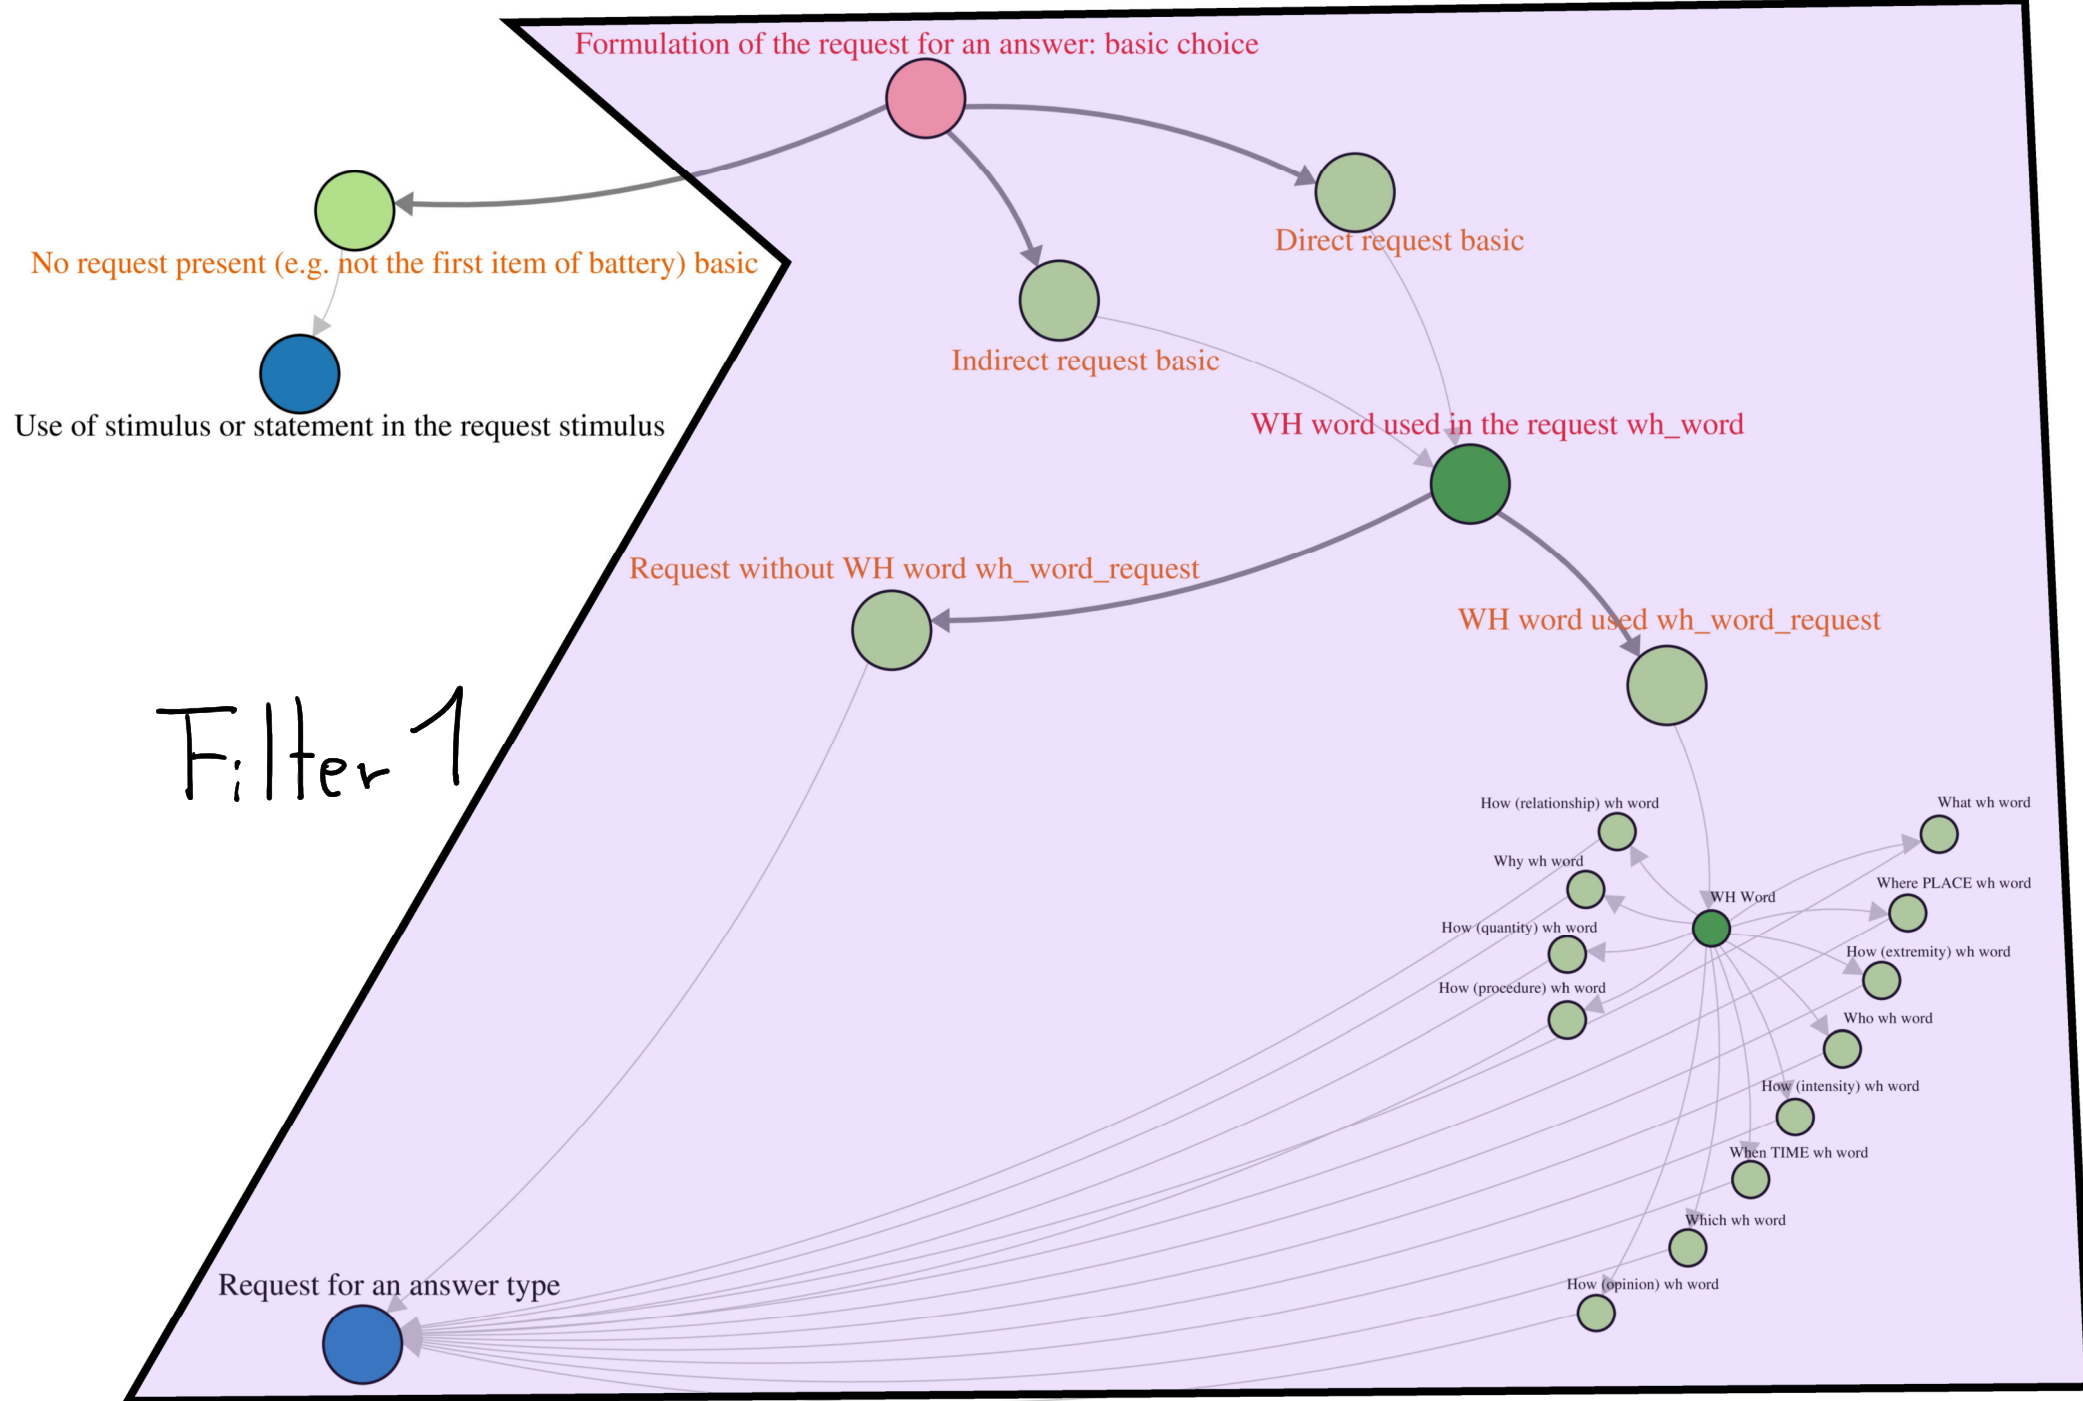 Formulation of the request for an answer: basic choice
Direct request basic
No request present (e.g. not the first item of battery) basic
Indirect request basic
Use of stimulus or statement in the request stimulus
WH word used in the request wh_word
Request without WH word wh_word_request
WH word used wh_word_request
Filter 1
How (relationship) wh word
What wh word
Why wh word
Where PLACE wh word
WH Word
How (quantity) wh word
How (extremity) wh word
How (procedure) wh word
Who wh word
How (intensity) wh word
When TIME wh word
Which wh word
How (opinion) wh word
Request for an answer type